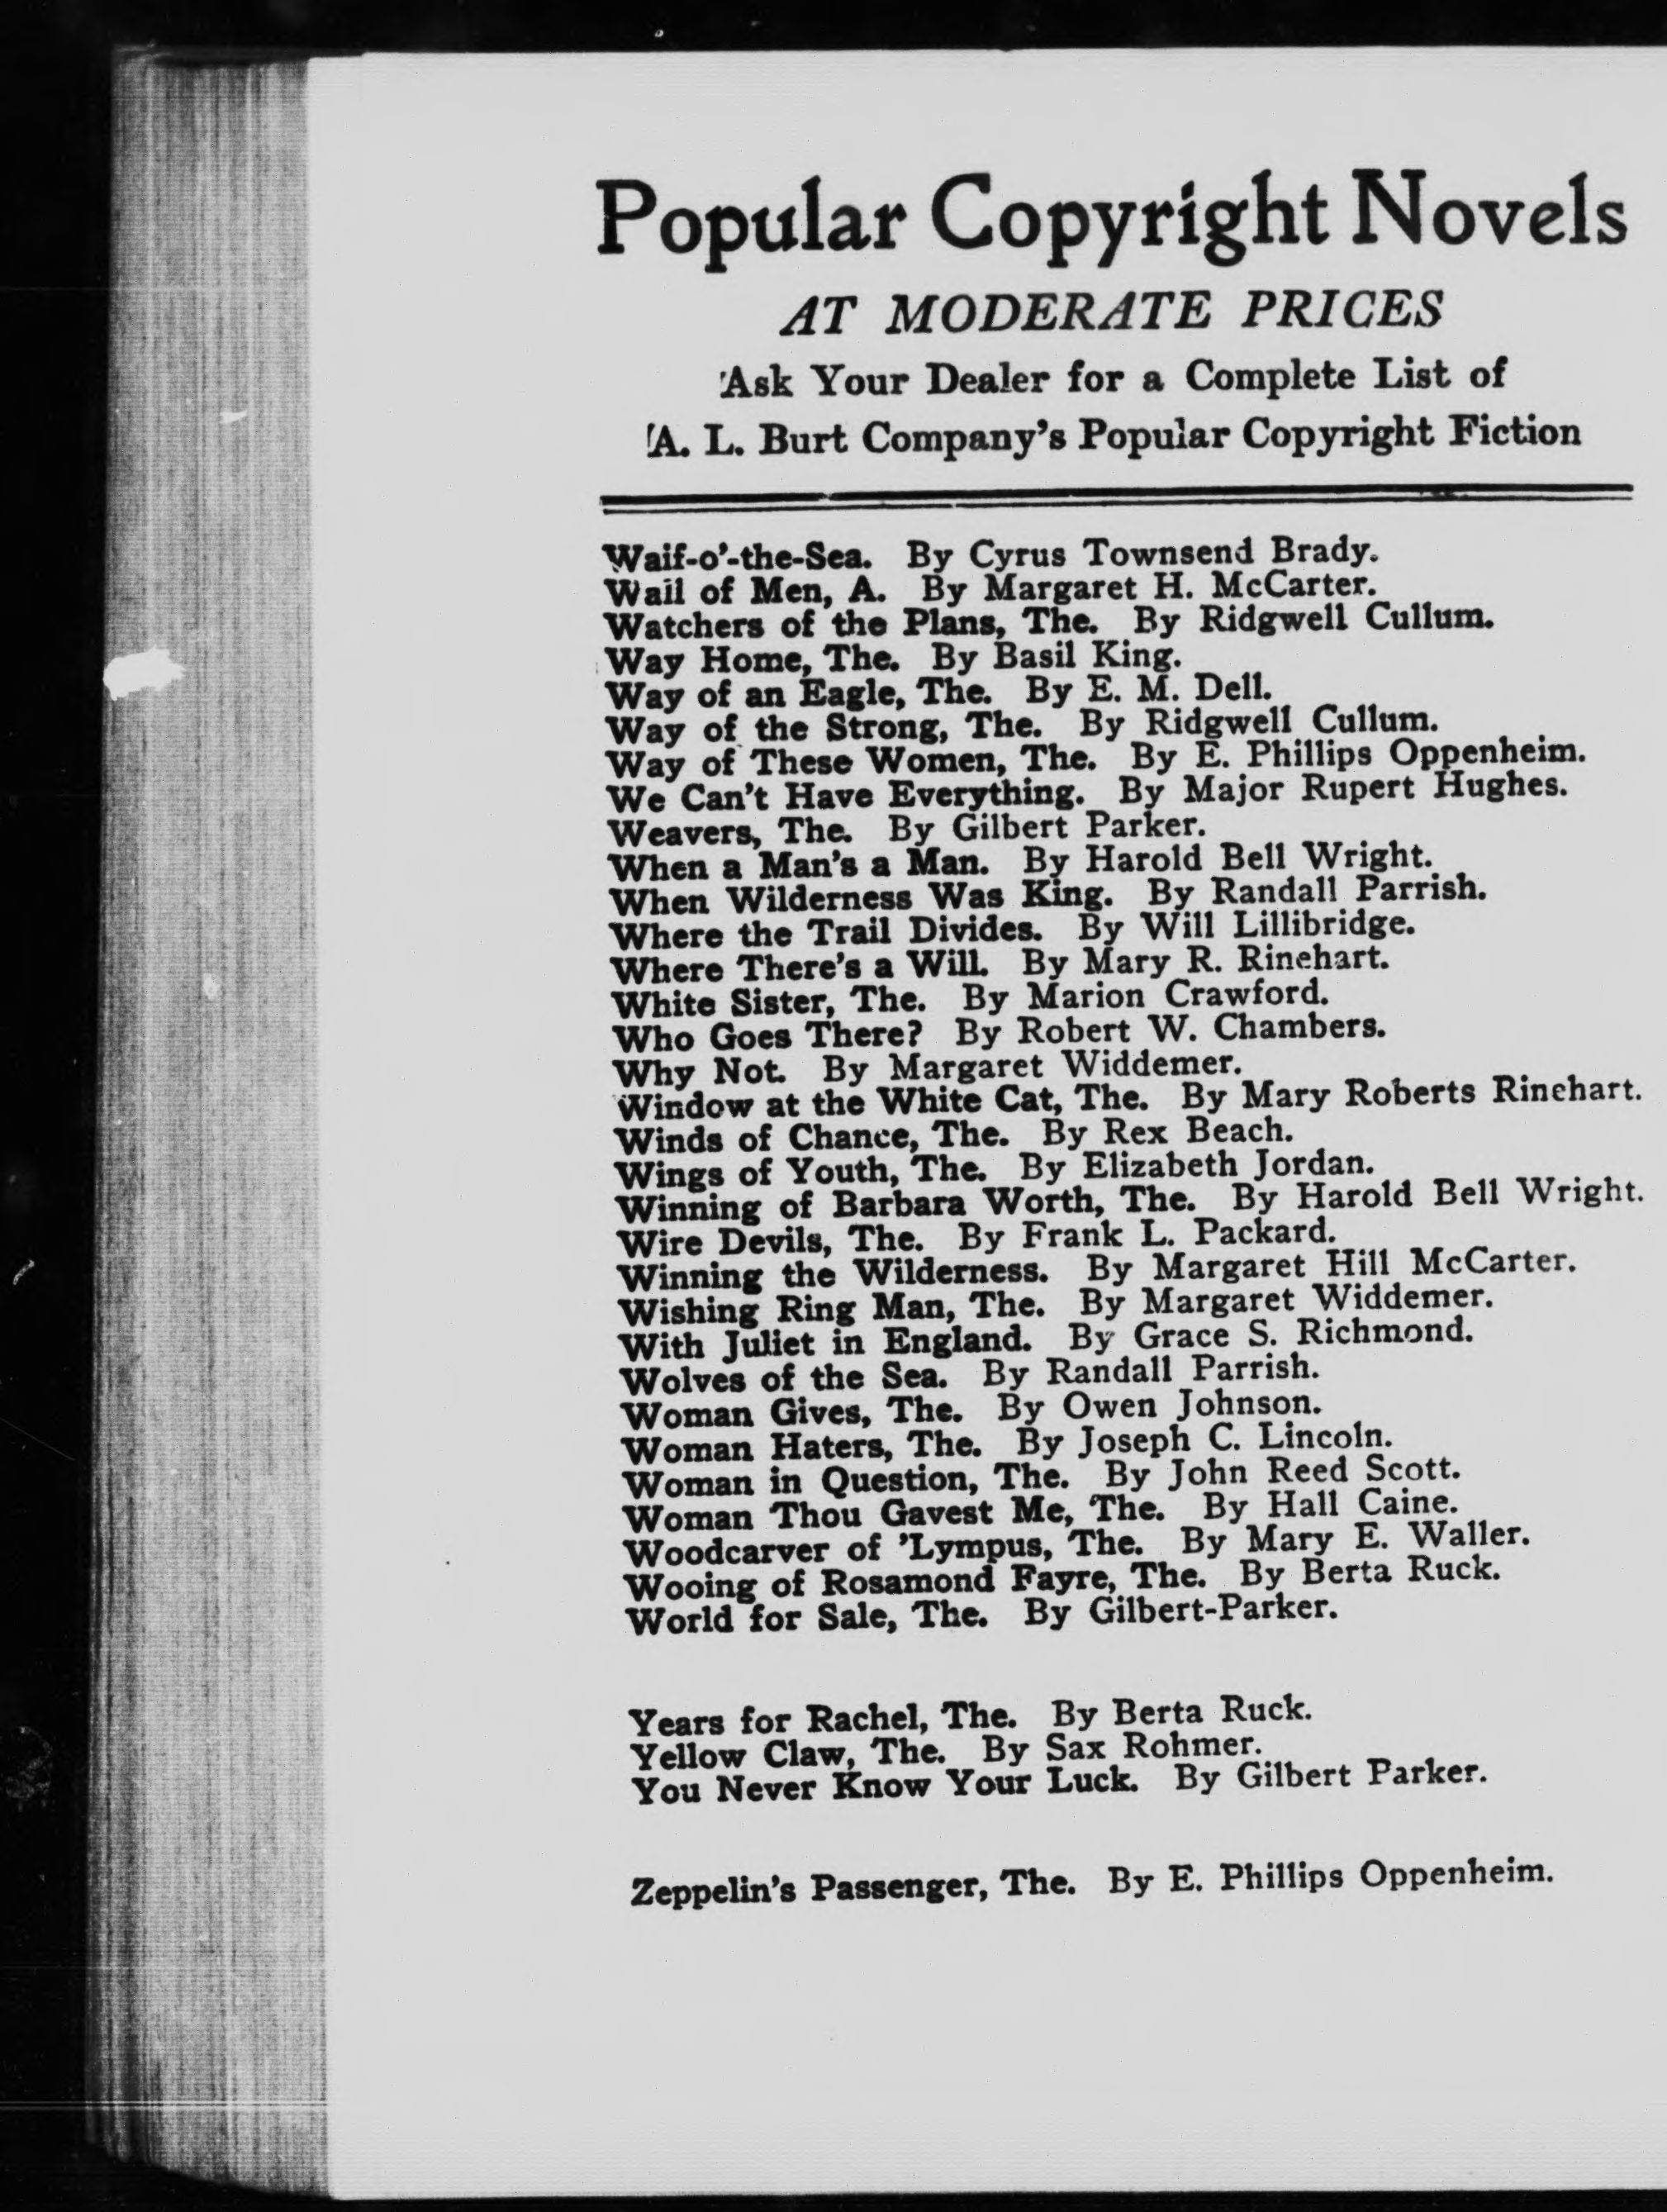 Popular Copyright Novels
AT MODERATE PRICES
Ask Your Dealer for a Complete List of
A. L. Burt Company's Popular Copyright Fiction
Waif-o'-the-Sea. By Cyrus Townsend Brady.
Wail of Men, A. By Margaret H. McCarter.
Watchers of the Plans, The. By Ridgwell Cullum.
Way Home, The. By Basil King.
Way of an Eagle, The. By E. M. Dell.
Way of the Strong, The. By Ridgwell Cullum.
Way of These Women, The. By E. Phillips Oppenheim.
We Can't Have Everything. By Major Rupert Hughes.
Weavers, The. By Gilbert Parker.
When a Man's a Man. By Harold Bell Wright.
When Wilderness Was King. By Randall Parrish.
Where the Trail Divides. By Will Lillibridge.
Where There's a Will. By Mary R. Rinehart.
White Sister, The. By Marion Crawford.
Who Goes There? By Robert W. Chambers.
Why Not. By Margaret Widdemer.
Window at the White Cat, The. By Mary Roberts Rinehart.
Winds of Chance, The. By Rex Beach.
Wings of Youth, The. By Elizabeth Jordan.
Winning of Barbara Worth, The. By Harold Bell Wright.
Wire Devils, The. By Frank L. Packard.
Winning the Wilderness. By Margaret Hill McCarter.
Wishing Ring Man, The. By Margaret Widdemer.
With Juliet in England. By Grace S. Richmond.
Wolves of the Sea. By Randall Parrish.
Woman Gives, The. By Owen Johnson.
Woman Haters, The. By Joseph C. Lincoln.
Woman in Question, The. By John Reed Scott.
Woman Thou Gavest Me, The. By Hall Caine.
Woodcarver of 'Lympus, The. By Mary E. Waller.
Wooing of Rosamond Fayre, The. By Berta Ruck.
World for Sale, The. By Gilbert-Parker.
Years for Rachel, The. By Berta Ruck.
Yellow Claw, The. By Sax Rohmer.
You Never Know Your Luck. By Gilbert Parker.
Zeppelin's Passenger, The. By E. Phillips Oppenheim.